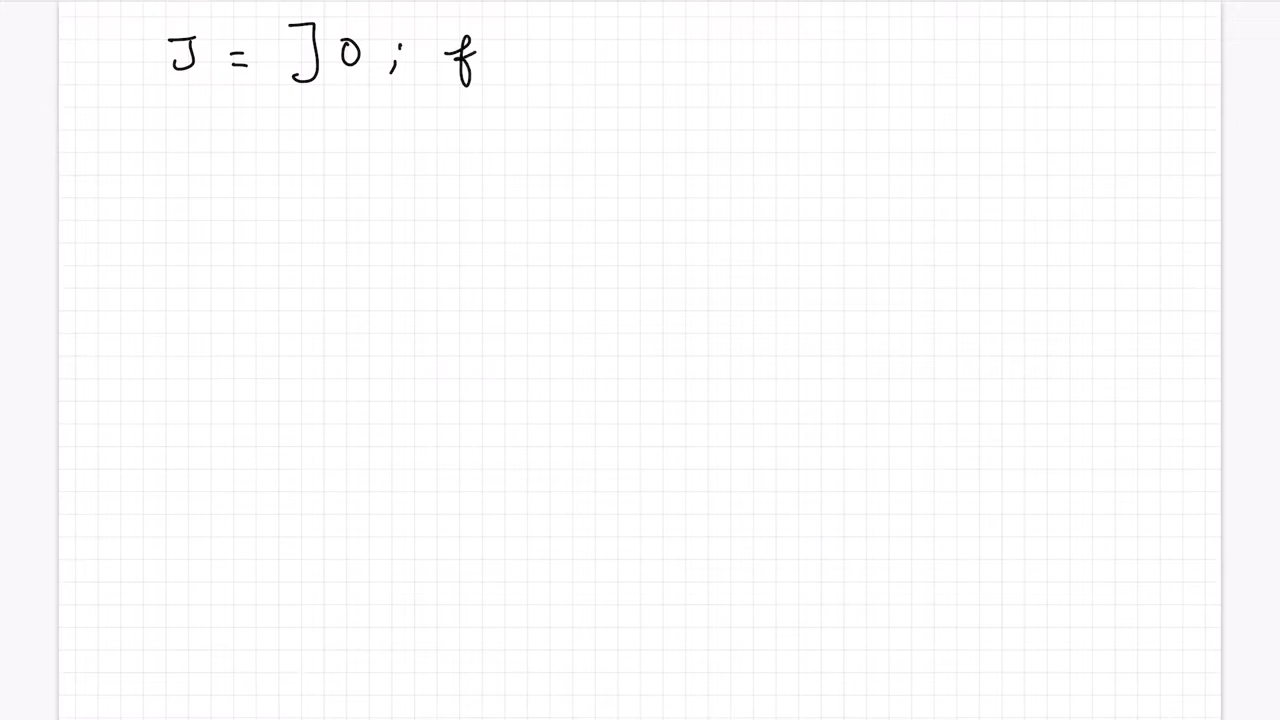 J = ]0 ; f